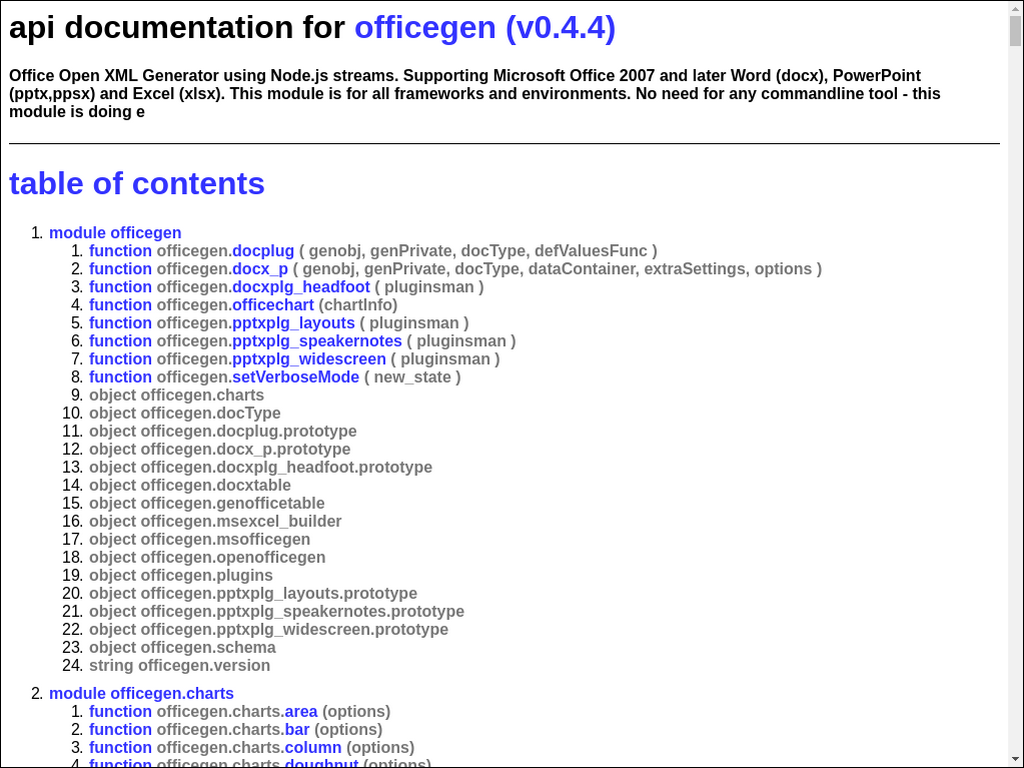 api documentation for officegen (v0.4.4)
Office Open XML Generator using Node.js streams. Supporting Microsoft Office 2007 and later Word (docx), PowerPoint
(pptx,ppsx) and Excel (xlsx). This module is for all frameworks and environments. No need for any commandline tool - this
module is doing e
table of contents
1. module officegen
1. function officegen.docplug ( genobj, genPrivate, docType, defValuesFunc )
2. function officegen.docx_p ( genobj, genPrivate, docType, dataContainer, extraSettings, options )
3. function officegen.docxplg_headfoot ( pluginsman )
4. function officegen.officechart (chartInfo)
5. function officegen.pptxplg_layouts ( pluginsman )
6. function officegen.pptxplg_speakernotes ( pluginsman )
7. function officegen.pptxplg_widescreen ( pluginsman )
8. function officegen.setVerboseMode ( new_state )
9. object officegen.charts
10. object officegen.docType
11. object officegen.docplug.prototype
12. object officegen.docx_p.prototype
13. object officegen.docxplg_headfoot.prototype
14. object officegen.docxtable
15. object officegen.genofficetable
16. object officegen.msexcel_builder
17. object officegen.msofficegen
18. object officegen.openofficegen
19. object officegen.plugins
20. object officegen.pptxplg_layouts.prototype
21. object officegen.pptxplg_speakernotes.prototype
22. object officegen.pptxplg_widescreen.prototype
23. object officegen.schema
24. string officegen.version
2. module officegen.charts
1. function officegen.charts.area (options)
2. function officegen.charts.bar (options)
3. function officegen.charts.column (options)
4. function officegen.charts.doughnut (options)